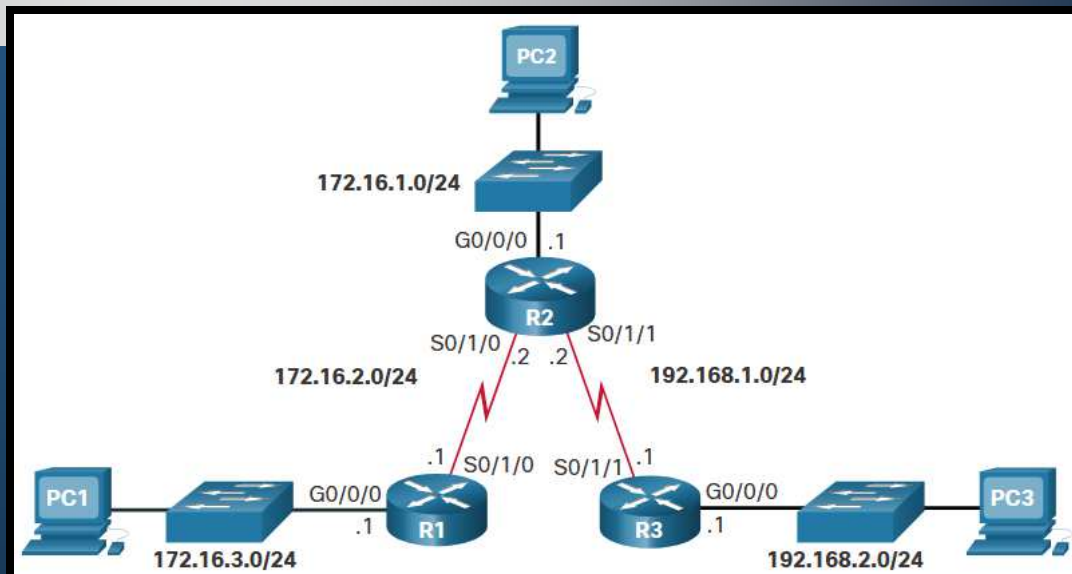 PC2
172.16.1.0/24
G0/0/0 .1
R2
S0/1/0 S0/1/1
.2 .2
172.16.2.0/24 192.168.1.0/24
.1 S0/1/0 S0/1/1 .1
PC1 G0/0/0 R1 R3 G0/0/0 PC3
.1 .1
172.16.3.0/24 192.168.2.0/24